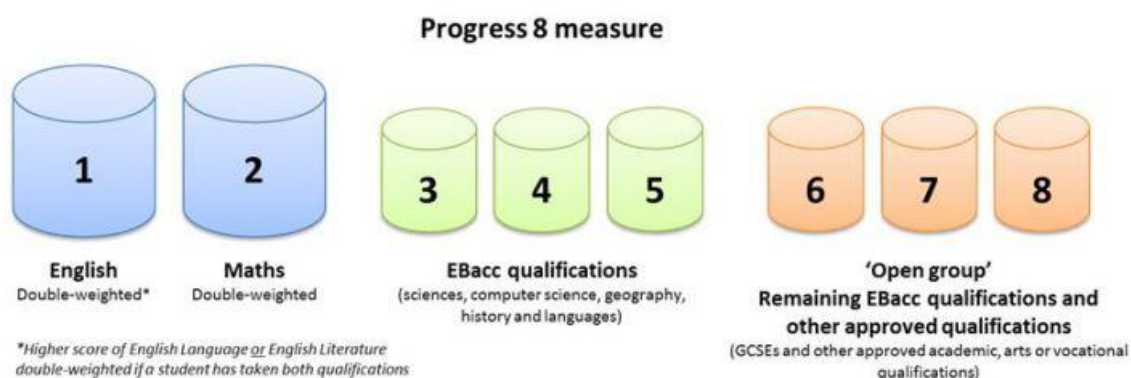 Progress 8 measure
1
2
3
4
5
6
7
8
English
Double-weighted*
Maths
Double-weighted
EBacc qualifications
(sciences, computer science, geography,
history and languages)
'Open group'
Remaining EBacc qualifications and
other approved qualifications
(GCSEs and other approved academic, arts or vocational
qualifications)
*Higher score of English Language or English Literature
double-weighted if a student has taken both qualifications